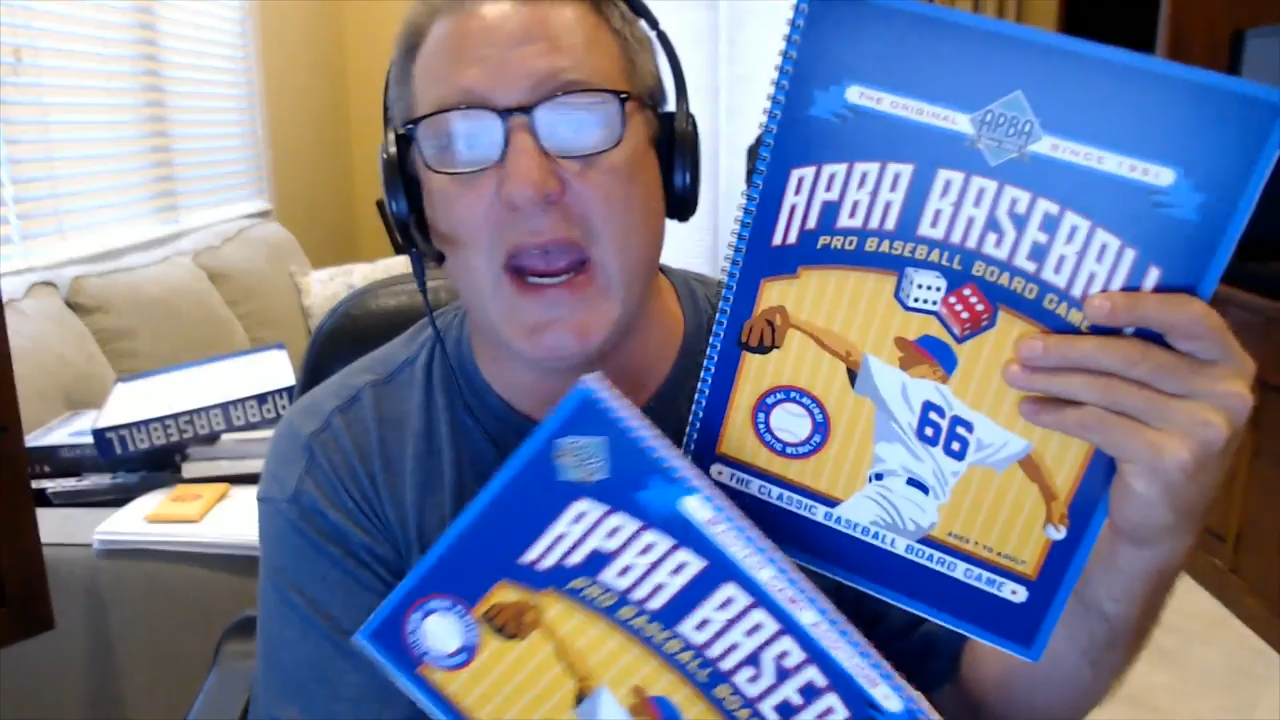 THE ORIGINAL APBA SINCE 1951
APBA BASEBALL
PRO BASEBALL BOARD GAME
REAL PLAYERS!
REALISTIC RESULTS!
66
AGES 9 TO ADULT
THE CLASSIC BASEBALL BOARD GAME
APBA BASEBALL
APBA BASEB
PRO BASEBALL BOA